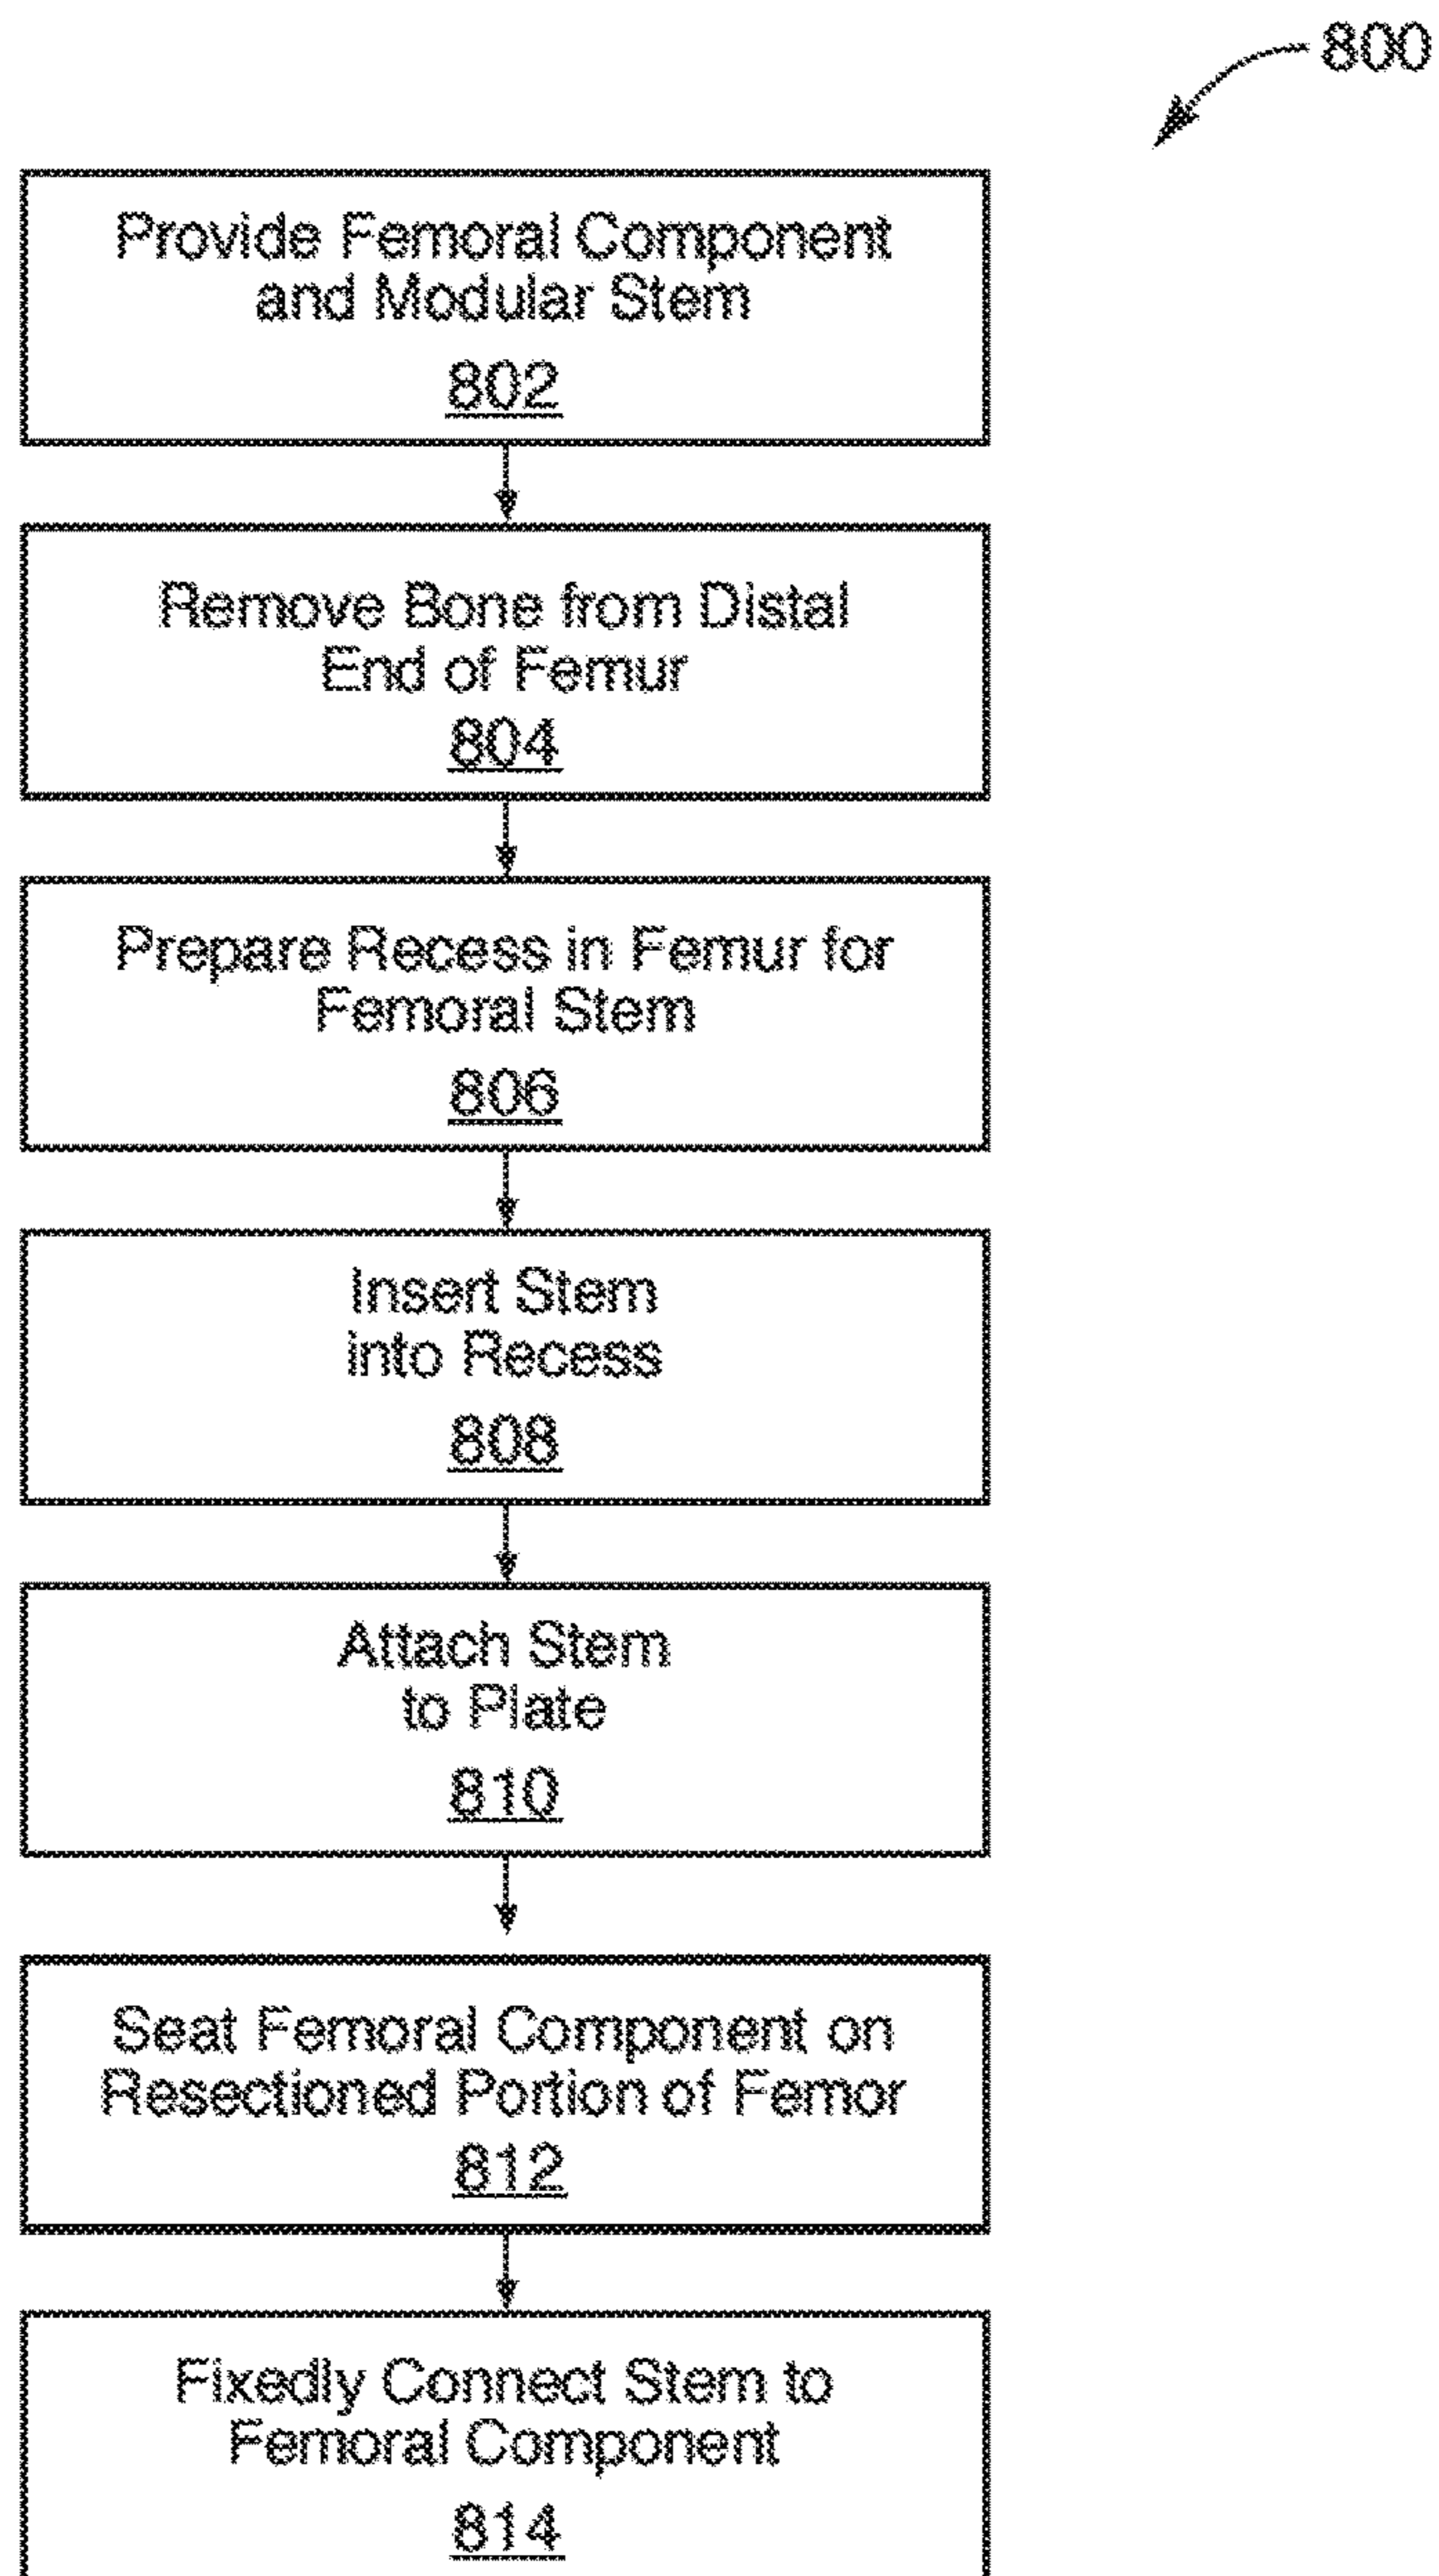 800
Provide Femoral Component
and Modular Stem
802
Remove Bone from Distal
End of Femur
804
Prepare Recess in Femur for
Femoral Stem
806
Insert Stem
into Recess
808
Attach Stem
to Plate
810
Seat Femoral Component on
Resectioned Portion of Femor
812
Fixedly Connect Stem to
Femoral Component
814